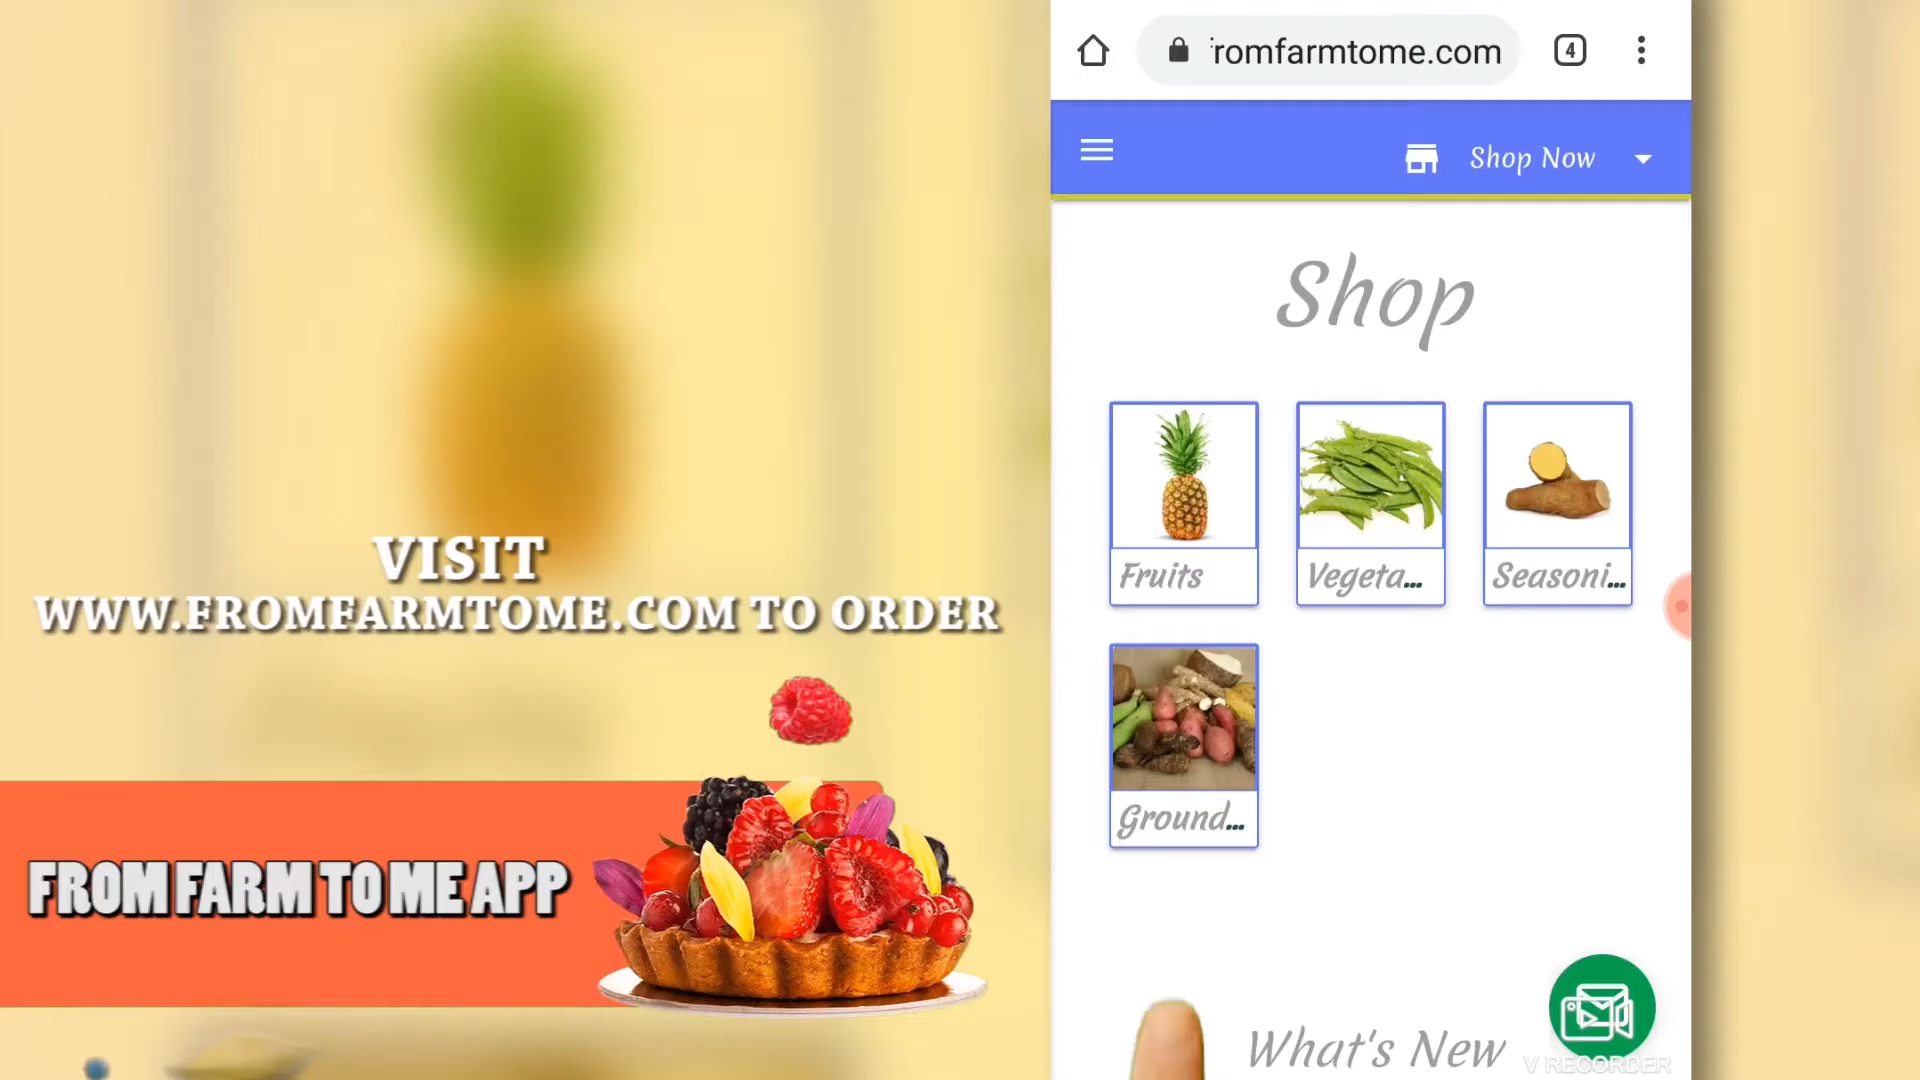 VISIT
WWW.FROMFARMTOME.COM TO ORDER
FROM FARM TO ME APP
romfarmtome.com
4
Shop Now
Shop
Fruits
Vegeta...
Seasoni...
Ground...
What's New
V RECORDER